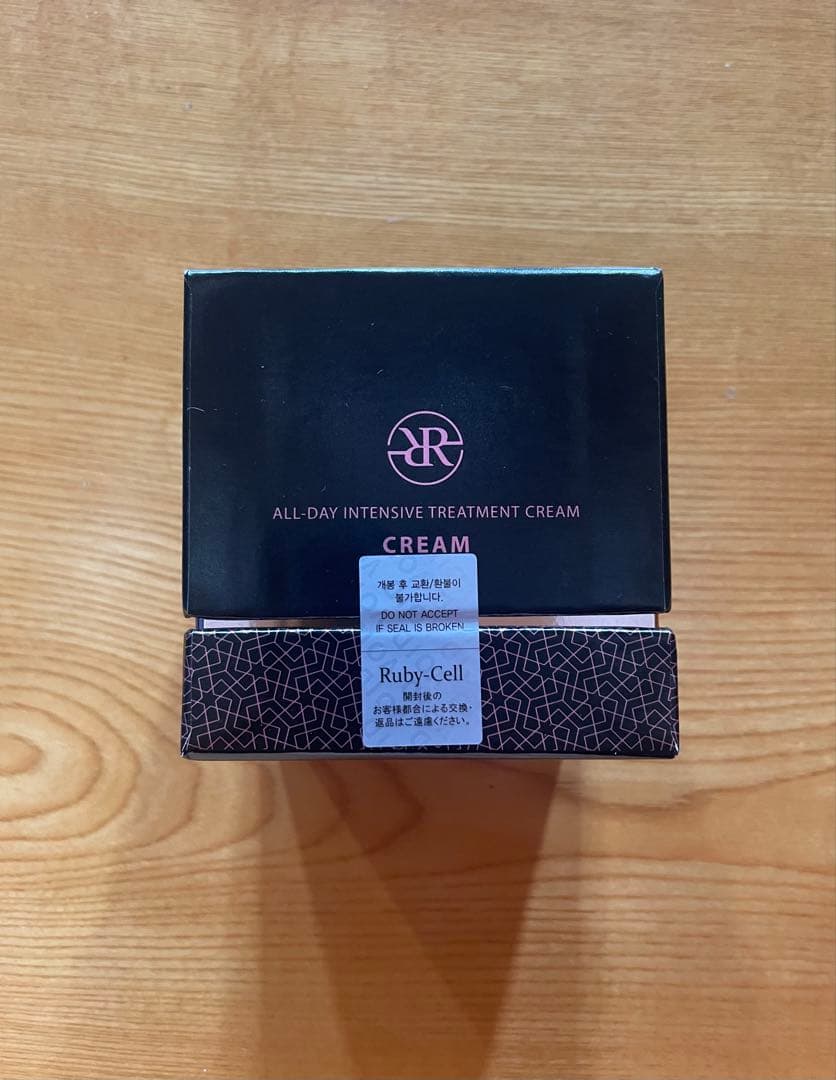 ALL-DAY INTENSIVE TREATMENT CREAM
CREAM
개봉 후 교환/환불이
불가합니다.
DO NOT ACCEPT
IF SEAL IS BROKEN
Ruby-Cell
開封後の
お客様都合による交換・
返品はご遠慮ください。